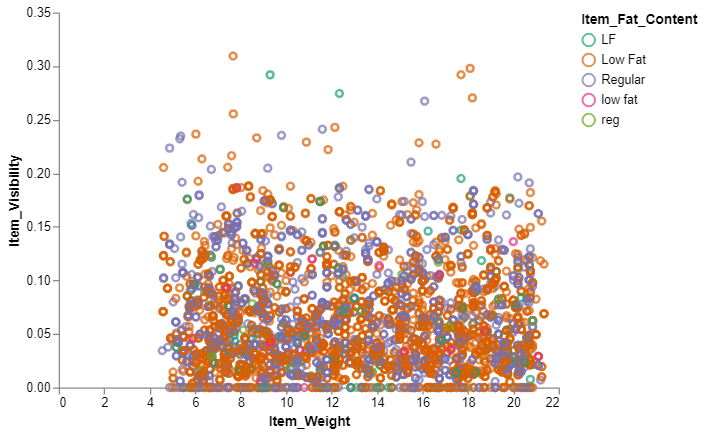 Item_Fat_Content
LF
Low Fat
Regular
low fat
reg
0.35
0.30
0.25
0.20
0.15
0.10
0.05
0.00
Item_Visibility
0 2 4 6 8 10 12 14 16 18 20 22
Item_Weight